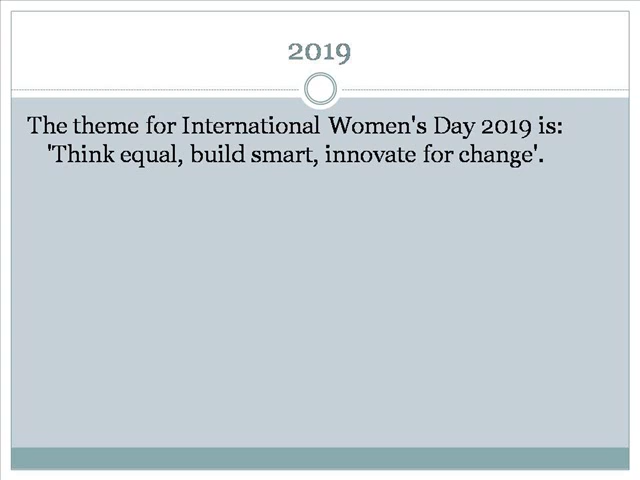 2019
The theme for International Women's Day 2019 is:
'Think equal, build smart, innovate for change'.